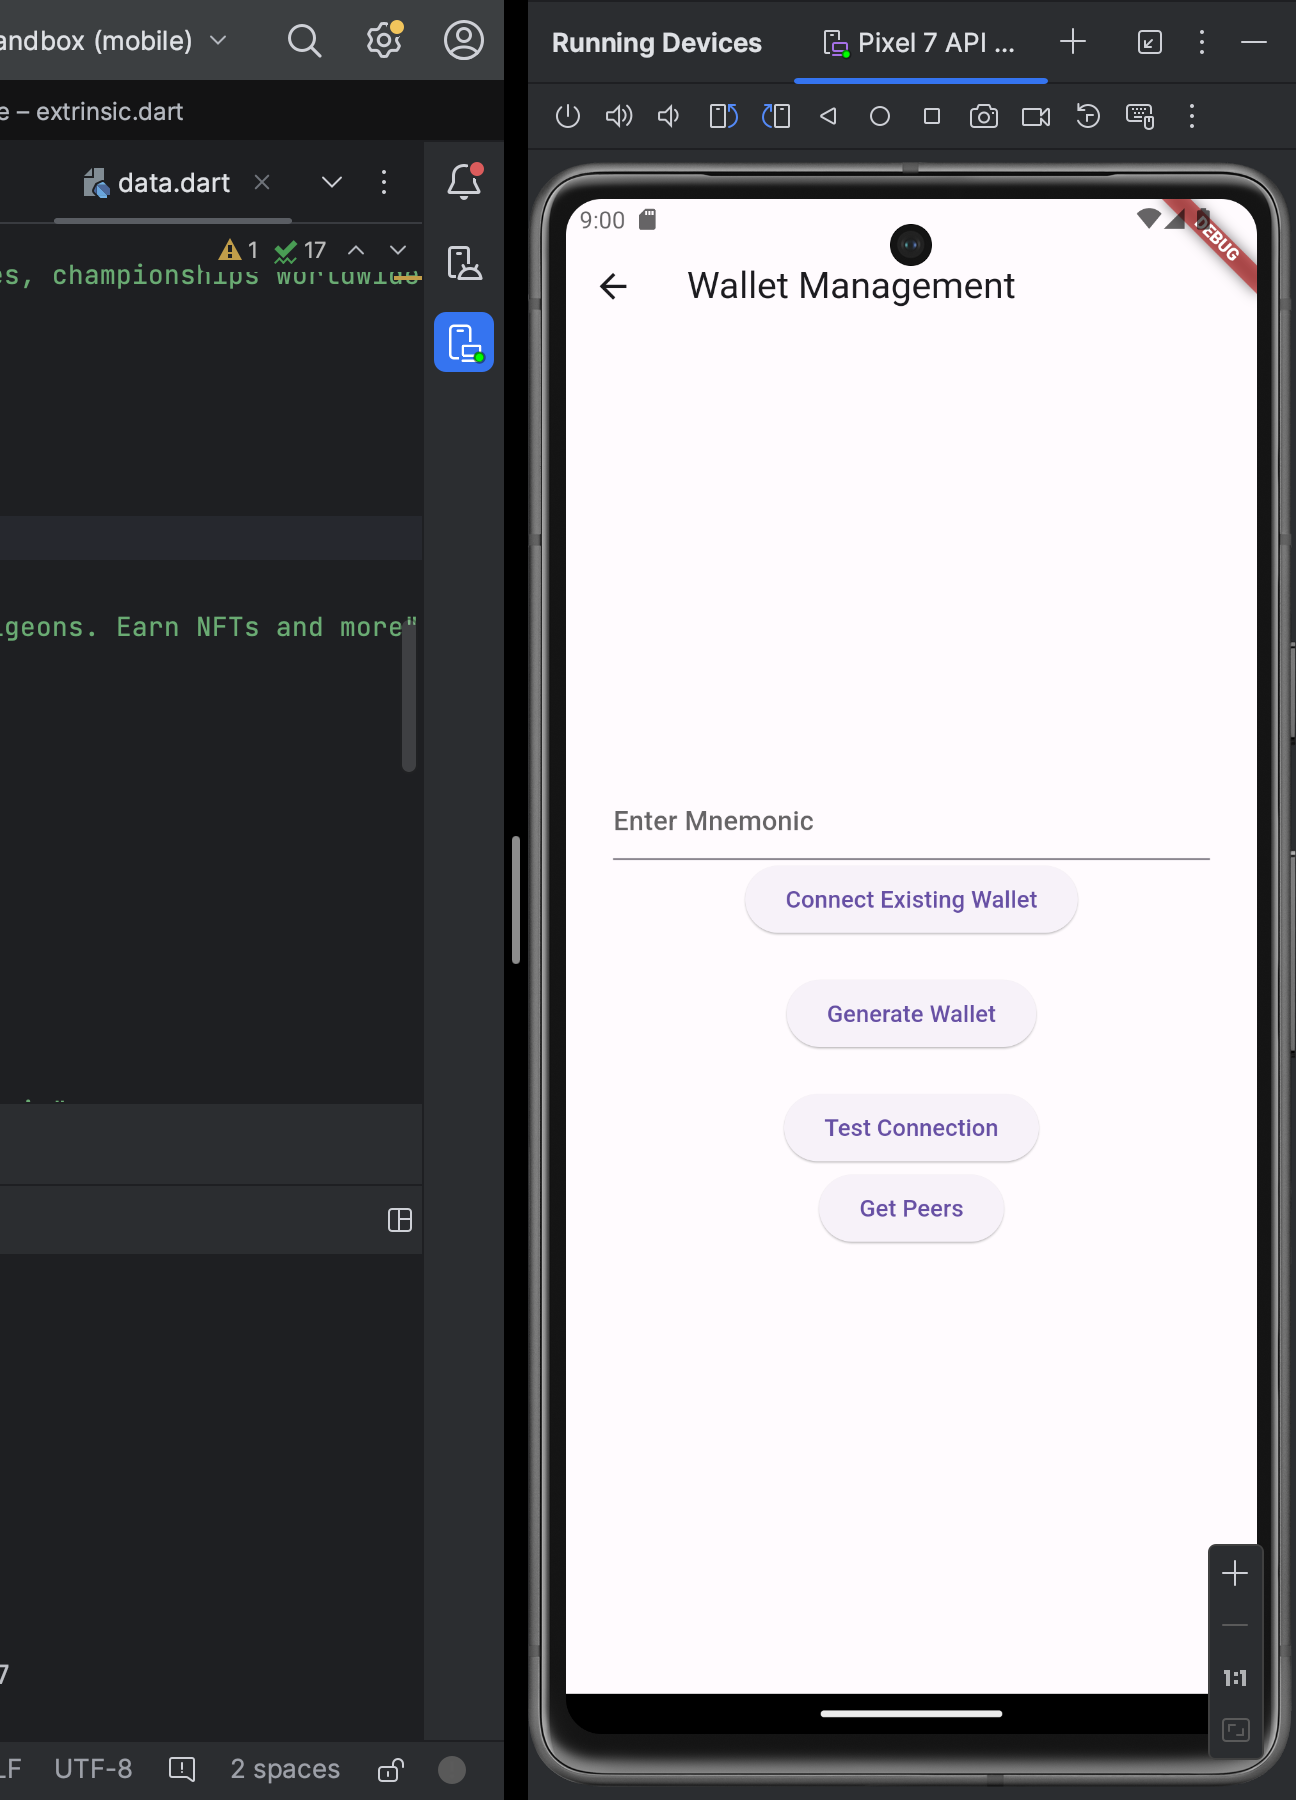 andbox (mobile)
e – extrinsic.dart
data.dart
1 17
es, championships worldwide
geons. Earn NFTs and more"
7
LF UTF-8 2 spaces
Running Devices Pixel 7 API ...
9:00
DEBUG
Wallet Management
Enter Mnemonic
Connect Existing Wallet
Generate Wallet
Test Connection
Get Peers
1:1